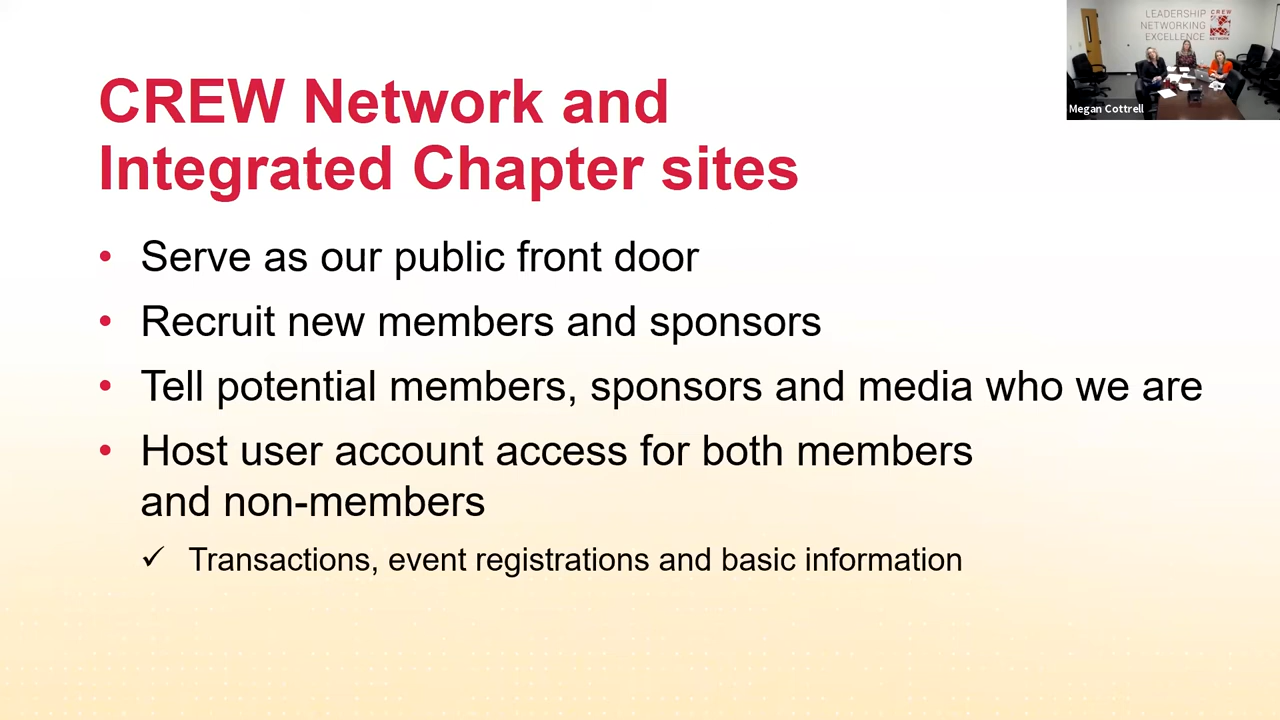 CREW Network and
Integrated Chapter sites
• Serve as our public front door
• Recruit new members and sponsors
• Tell potential members, sponsors and media who we are
• Host user account access for both members
and non-members
✓ Transactions, event registrations and basic information
LEADERSHIP
NETWORKING
EXCELLENCE
CREW
NETWORK
Megan Cottrell